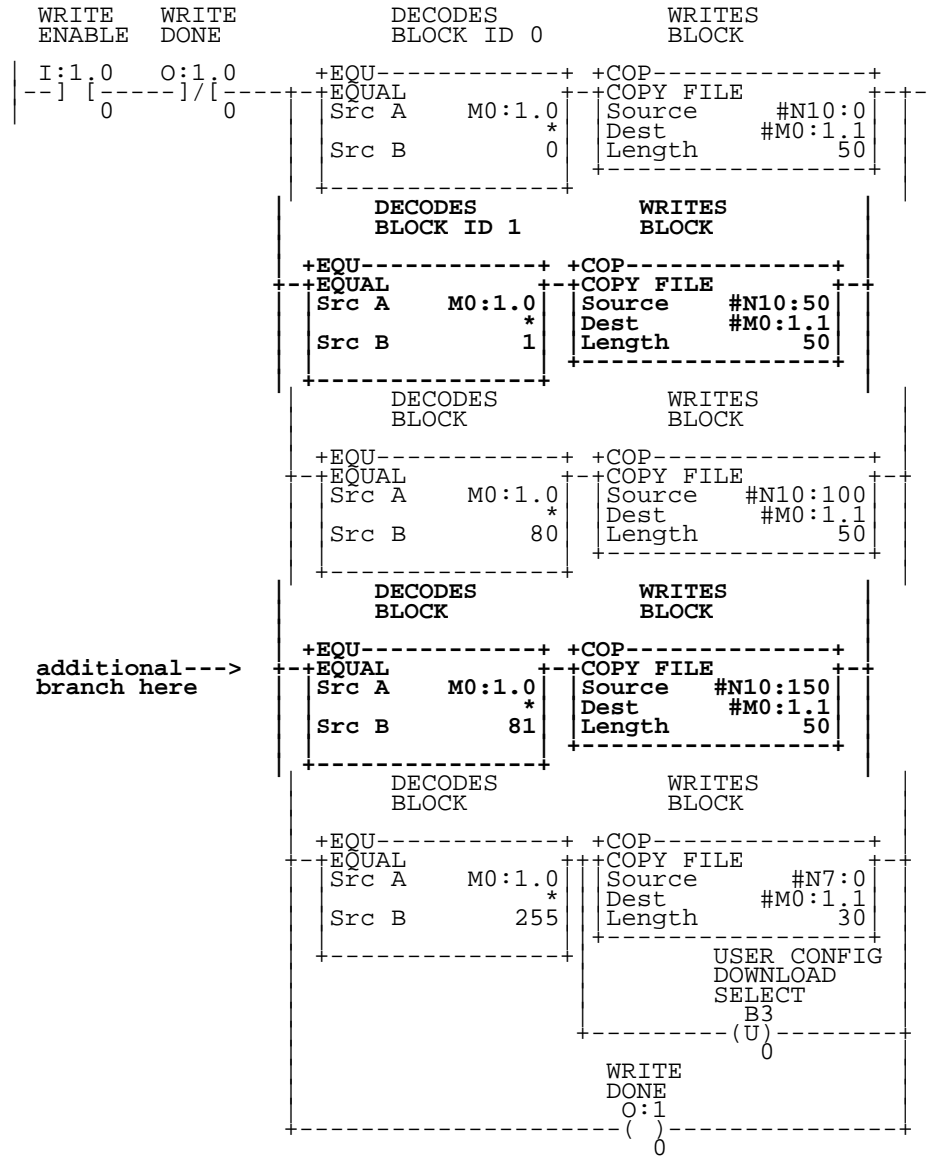 WRITE WRITE DECODES WRITES
ENABLE DONE BLOCK ID 0 BLOCK
I:1.0 O:1.0 +EQU-------------+ +COP---------------+
|--] [-----]/[----+-+EQUAL +-+COPY FILE +-+-
0 0 Src A M0:1.0 Source #N10:0
* Dest #M0:1.1
Src B 0 Length 50
DECODES WRITES
BLOCK ID 1 BLOCK
+EQU-------------+ +COP---------------+
+-+EQUAL +-+COPY FILE +-+
Src A M0:1.0 Source #N10:50
* Dest #M0:1.1
Src B 1 Length 50
DECODES WRITES
BLOCK BLOCK
+EQU-------------+ +COP---------------+
+-+EQUAL +-+COPY FILE +-+
Src A M0:1.0 Source #N10:100
* Dest #M0:1.1
Src B 80 Length 50
DECODES WRITES
BLOCK BLOCK
+EQU-------------+ +COP---------------+
additional---> +-+EQUAL +-+COPY FILE +-+
branch here Src A M0:1.0 Source #N10:150
* Dest #M0:1.1
Src B 81 Length 50
DECODES WRITES
BLOCK BLOCK
+EQU-------------+ +COP---------------+
+-+EQUAL +++COPY FILE +-+
Src A M0:1.0 Source #N7:0
* Dest #M0:1.1
Src B 255 Length 30
USER CONFIG
DOWNLOAD
SELECT
B3
+---------(U)--------+
0
WRITE
DONE
O:1
+----------------------( )----------------+
0